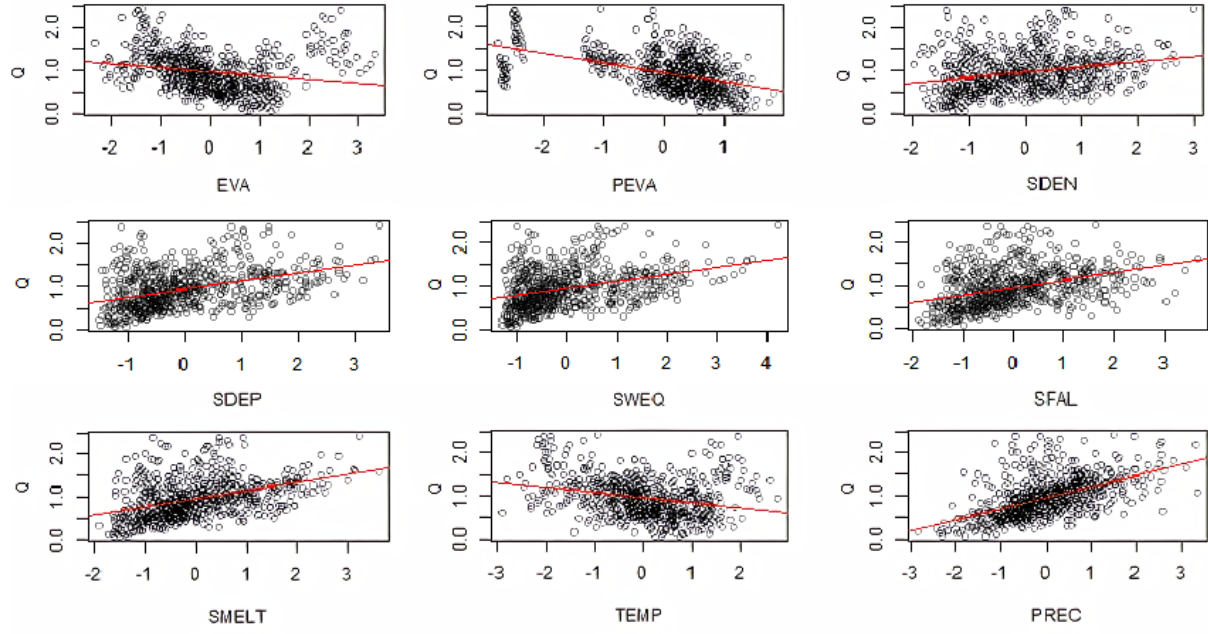 Q
0.0 1.0 2.0
-2 -1 0 1 2 3
EVA
Q
0.0 1.0 2.0
-2 -1 0 1
PEVA
Q
0.0 1.0 2.0
-2 -1 0 1 2 3
SDEN
Q
0.0 1.0 2.0
-1 0 1 2 3
SDEP
Q
0.0 1.0 2.0
-1 0 1 2 3 4
SWEQ
Q
0.0 1.0 2.0
-2 -1 0 1 2 3
SFAL
Q
0.0 1.0 2.0
-2 -1 0 1 2 3
SMELT
Q
0.0 1.0 2.0
-3 -2 -1 0 1 2
TEMP
Q
0.0 1.0 2.0
-3 -2 -1 0 1 2 3
PREC